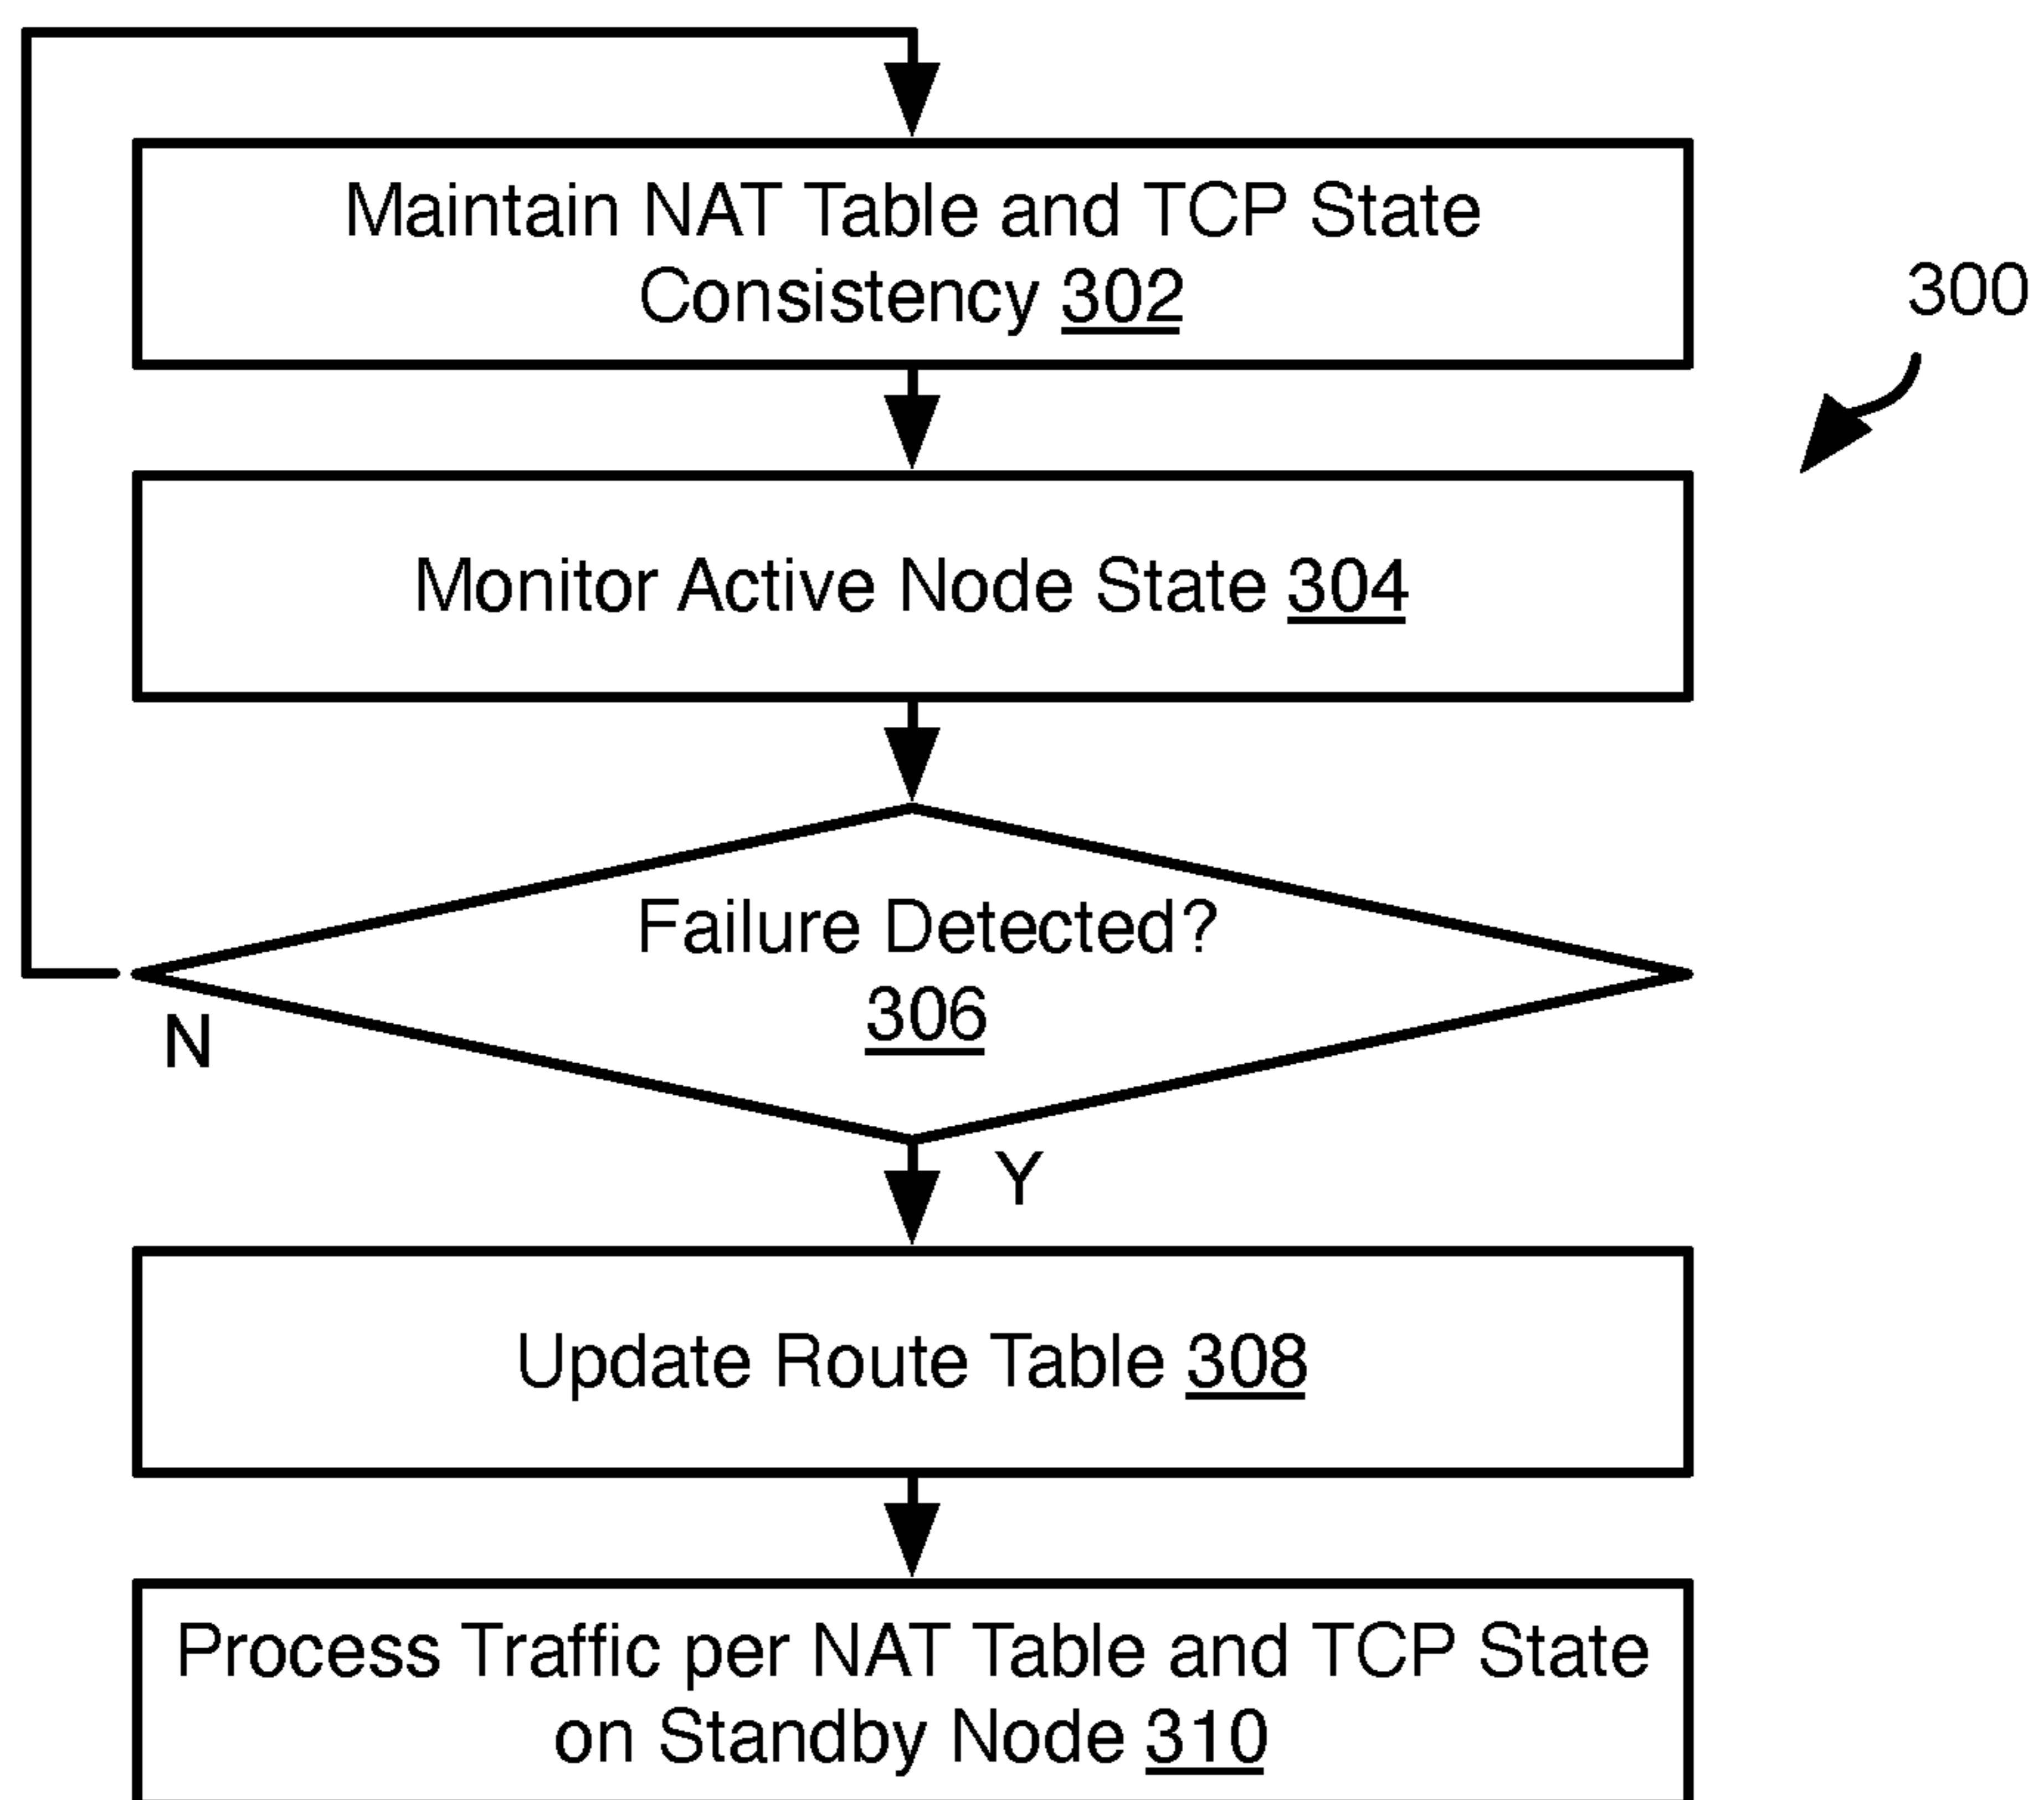 Maintain NAT Table and TCP State
Consistency 302
300
Monitor Active Node State 304
Failure Detected?
306
N
Y
Update Route Table 308
Process Traffic per NAT Table and TCP State
on Standby Node 310